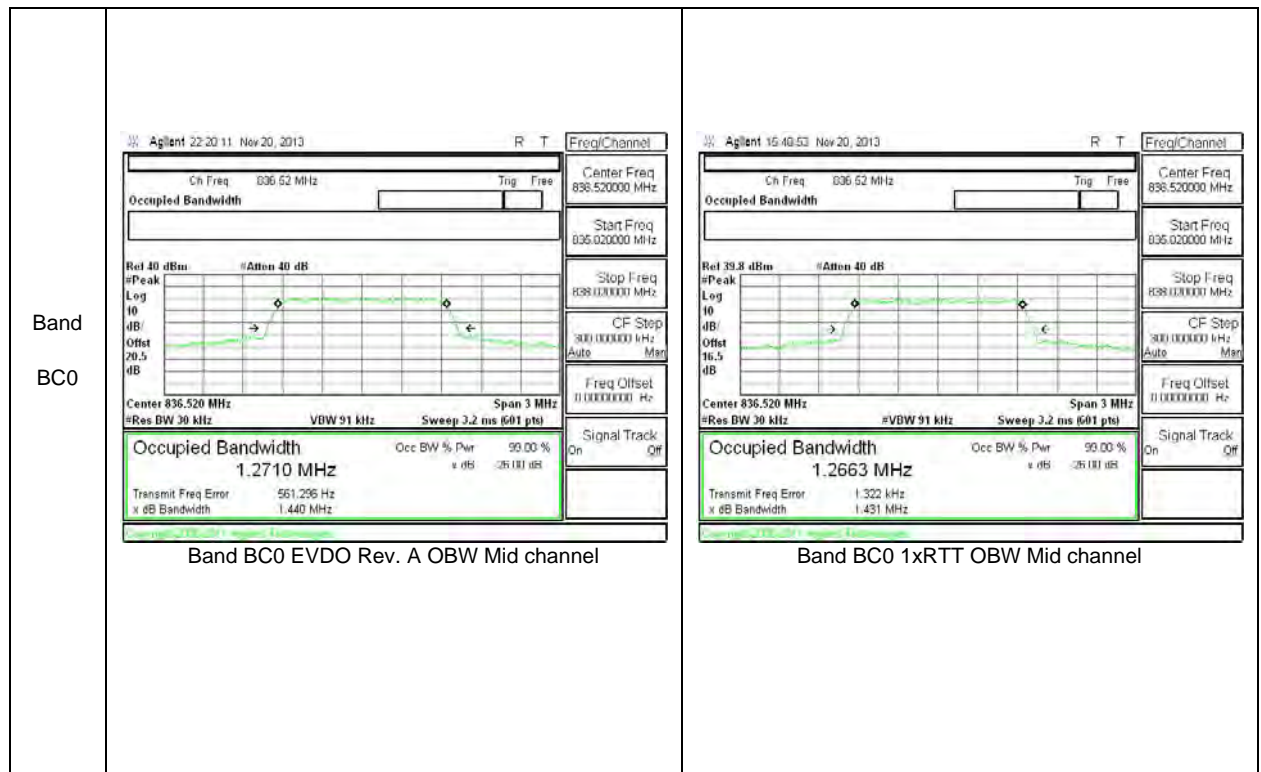 Band
BC0
Agilent 22:20:11 Nov 20, 2013 R T
Ch Freq 836.52 MHz Trig Free
Occupied Bandwidth
Ref 40 dBm #Atten 40 dB
#Peak
Log
10
dB/
Offst
20.5
dB
Center 836.520 MHz Span 3 MHz
#Res BW 30 kHz VBW 91 kHz Sweep 3.2 ms (601 pts)
Occupied Bandwidth Occ BW % Pwr 99.00 %
1.2710 MHz x dB -26.00 dB
Transmit Freq Error 561.296 Hz
x dB Bandwidth 1.440 MHz
Freq/Channel
Center Freq
836.520000 MHz
Start Freq
835.020000 MHz
Stop Freq
838.020000 MHz
CF Step
300.000000 kHz
Auto Man
Freq Offset
0.00000000 Hz
Signal Track
On Off
Band BC0 EVDO Rev. A OBW Mid channel
Agilent 15:48:53 Nov 20, 2013 R T
Ch Freq 836.52 MHz Trig Free
Occupied Bandwidth
Ref 39.8 dBm #Atten 40 dB
#Peak
Log
10
dB/
Offst
16.5
dB
Center 836.520 MHz Span 3 MHz
#Res BW 30 kHz #VBW 91 kHz Sweep 3.2 ms (601 pts)
Occupied Bandwidth Occ BW % Pwr 99.00 %
1.2663 MHz x dB -26.00 dB
Transmit Freq Error 1.322 kHz
x dB Bandwidth 1.431 MHz
Freq/Channel
Center Freq
836.520000 MHz
Start Freq
835.020000 MHz
Stop Freq
838.020000 MHz
CF Step
300.000000 kHz
Auto Man
Freq Offset
0.00000000 Hz
Signal Track
On Off
Band BC0 1xRTT OBW Mid channel